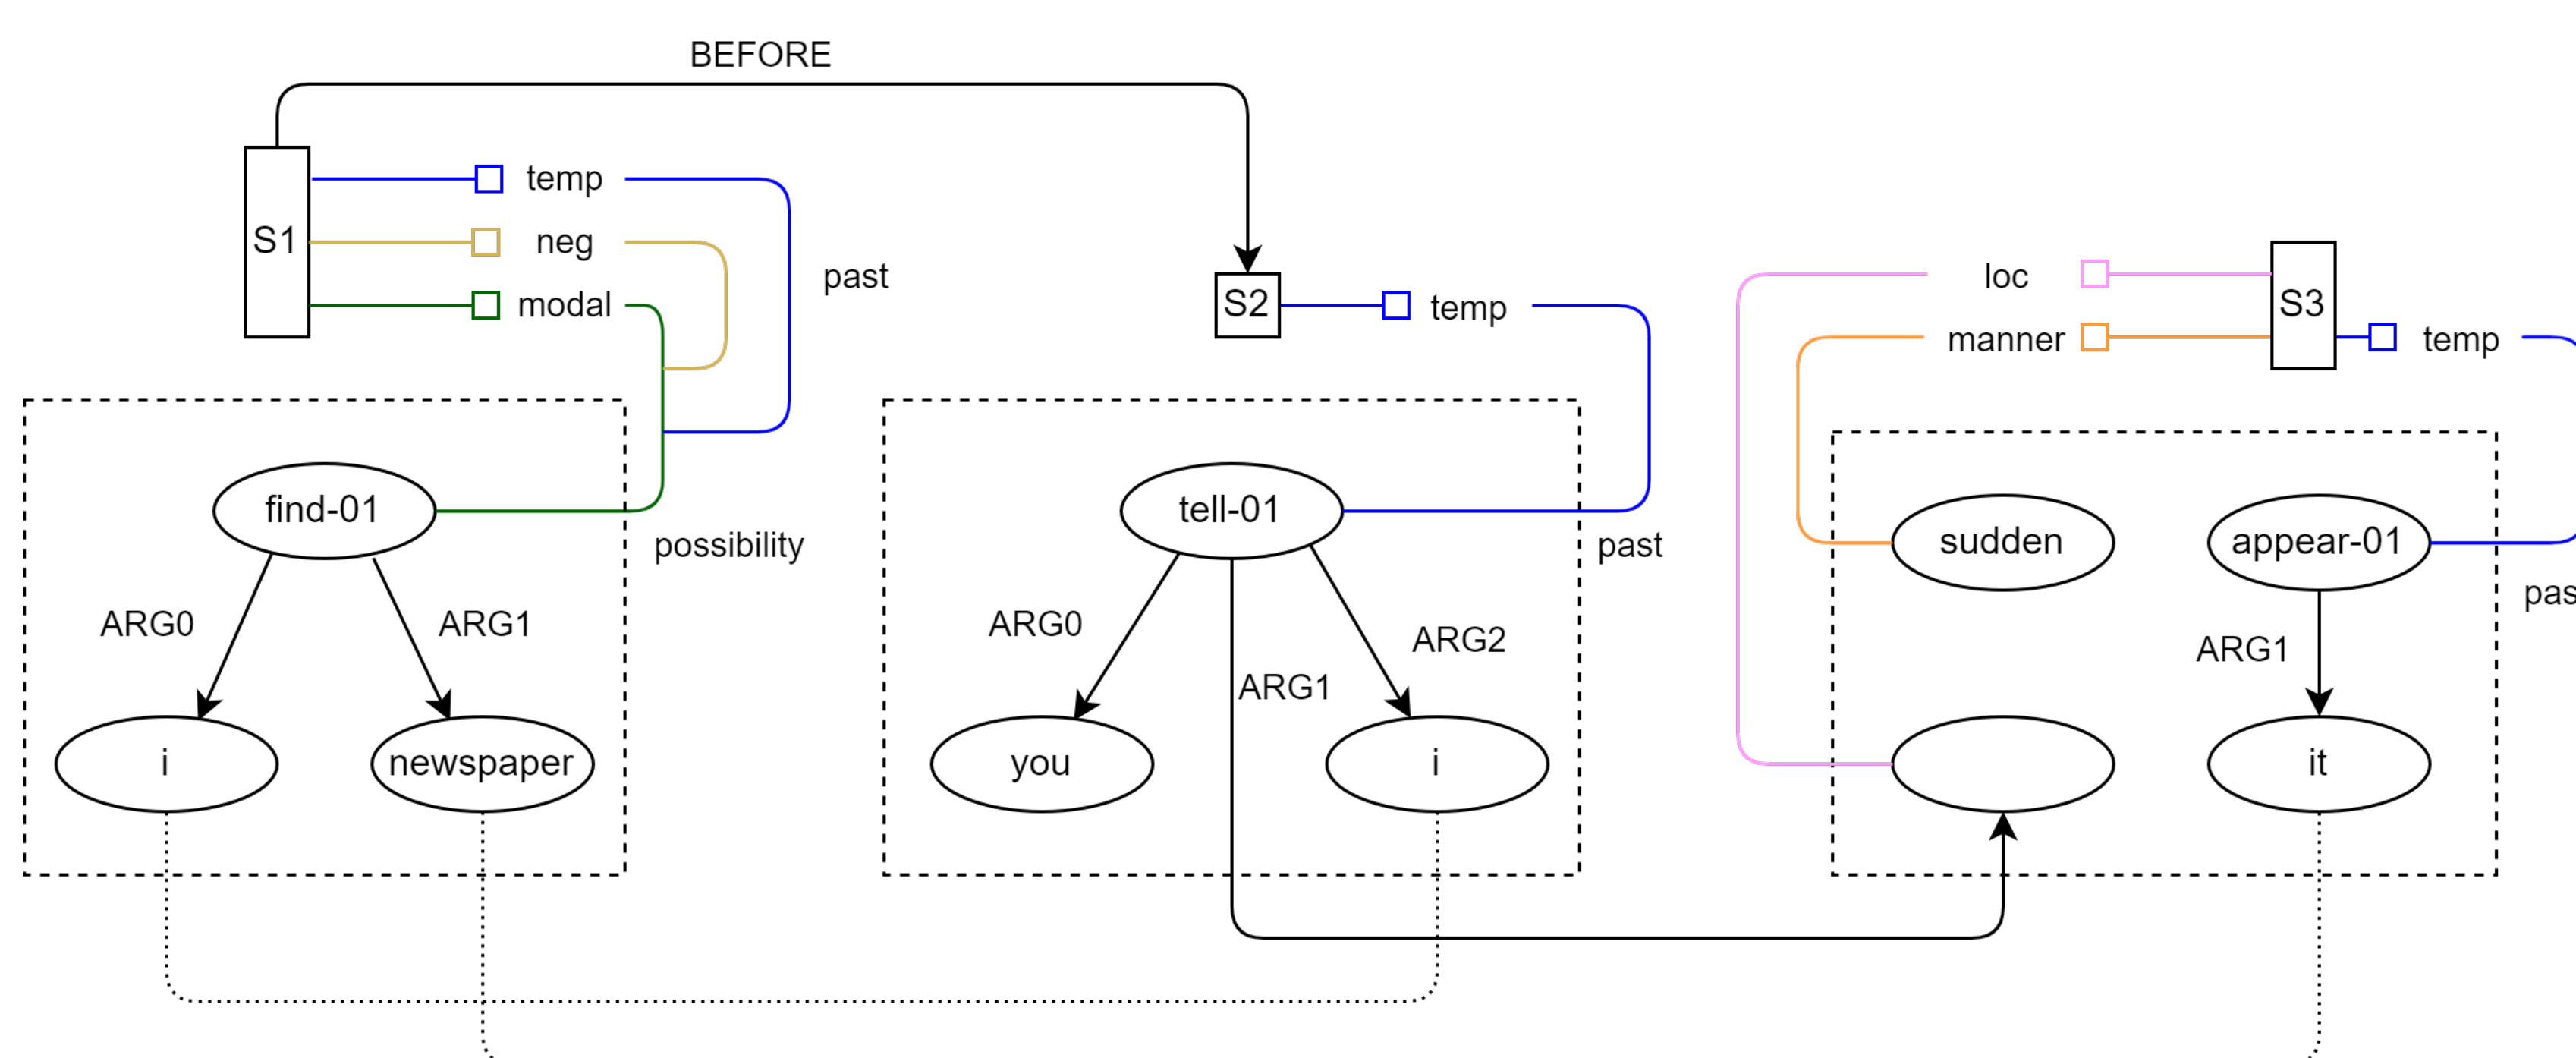 BEFORE
S1
temp
neg
modal
past
find-01
possibility
ARG0
ARG1
i
newspaper
S2
temp
tell-01
past
ARG0
ARG1
ARG2
you
i
loc
manner
S3
temp
sudden
appear-01
pas
ARG1
it